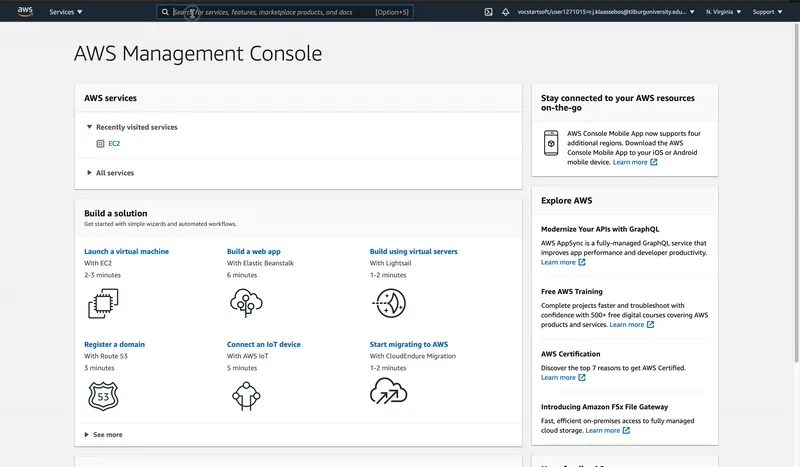 aws
Services
Search for services, features, marketplace products, and docs [Option+S]
vocstartsoft/user1271015=r.j.klaassebos@tilburguniversity.edu...
N. Virginia
Support
AWS Management Console
AWS services
Recently visited services
EC2
All services
Build a solution
Get started with simple wizards and automated workflows.
Launch a virtual machine
With EC2
2-3 minutes
Build a web app
With Elastic Beanstalk
6 minutes
Build using virtual servers
With Lightsail
1-2 minutes
Register a domain
With Route 53
3 minutes
53
Connect an IoT device
With AWS IoT
5 minutes
Start migrating to AWS
With CloudEndure Migration
1-2 minutes
See more
Stay connected to your AWS resources
on-the-go
AWS Console Mobile App now supports four
additional regions. Download the AWS
Console Mobile App to your iOS or Android
mobile device. Learn more
Explore AWS
Modernize Your APIs with GraphQL
AWS AppSync is a fully-managed GraphQL service that
improves app performance and developer productivity.
Learn more
Free AWS Training
Complete projects faster and troubleshoot with
confidence with 500+ free digital courses covering AWS
products and services. Learn more
AWS Certification
Discover the top 7 reasons to get AWS Certified.
Learn more
Introducing Amazon FSx File Gateway
Fast, efficient on-premises access to fully managed
cloud storage. Learn more